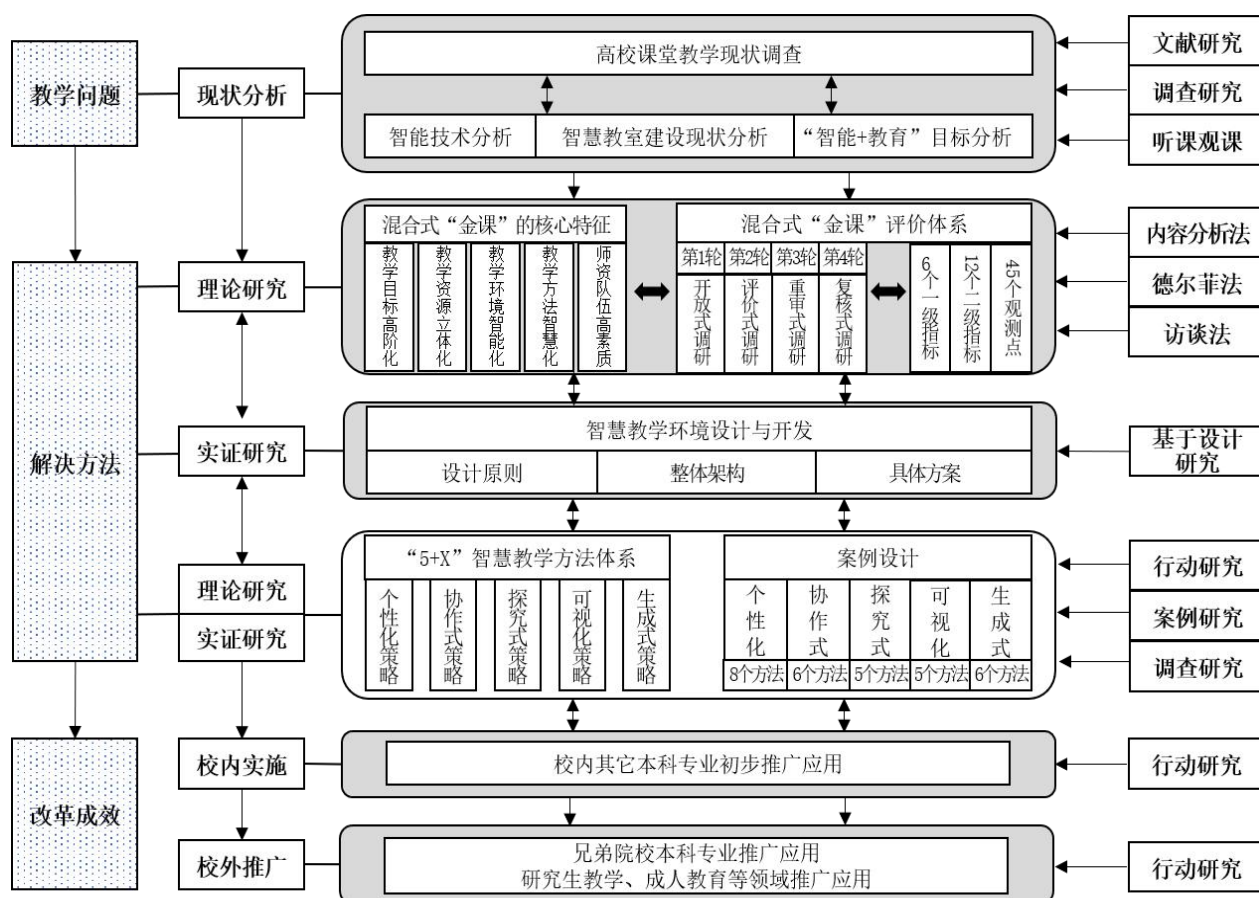 教学问题
现状分析
高校课堂教学现状调查
智能技术分析
智慧教室建设现状分析
“智能+教育”目标分析
文献研究
调查研究
听课观课
解决方法
理论研究
混合式“金课”的核心特征
教学目标高阶化
教学资源立体化
教学环境智能化
教学方法智慧化
师资队伍高素质
混合式“金课”评价体系
第1轮
第2轮
第3轮
第4轮
开放式调研
评价式调研
重审式调研
复核式调研
6个一级指标
12个二级指标
45个观测点
内容分析法
德尔菲法
访谈法
实证研究
智慧教学环境设计与开发
设计原则
整体架构
具体方案
基于设计
研究
理论研究
实证研究
“5+X”智慧教学方法体系
个性化策略
协作式策略
探究式策略
可视化策略
生成式策略
案例设计
个性化
协作式
探究式
可视化
生成式
8个方法
6个方法
5个方法
5个方法
6个方法
行动研究
案例研究
调查研究
改革成效
校内实施
校内其它本科专业初步推广应用
行动研究
校外推广
兄弟院校本科专业推广应用
研究生教学、成人教育等领域推广应用
行动研究